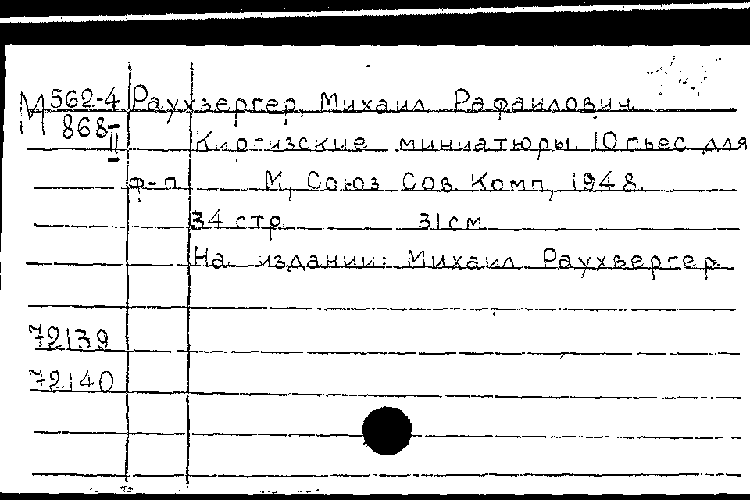 М 562-4 Раухвергер, Михаил Рафаилович.
868-II Киргизские миниатюры. 10 пьес для
ф-п. М, Союз Сов. Комп, 1948.
34 стр. 31 см.
На издании: Михаил Раухвергер.
72139
72140